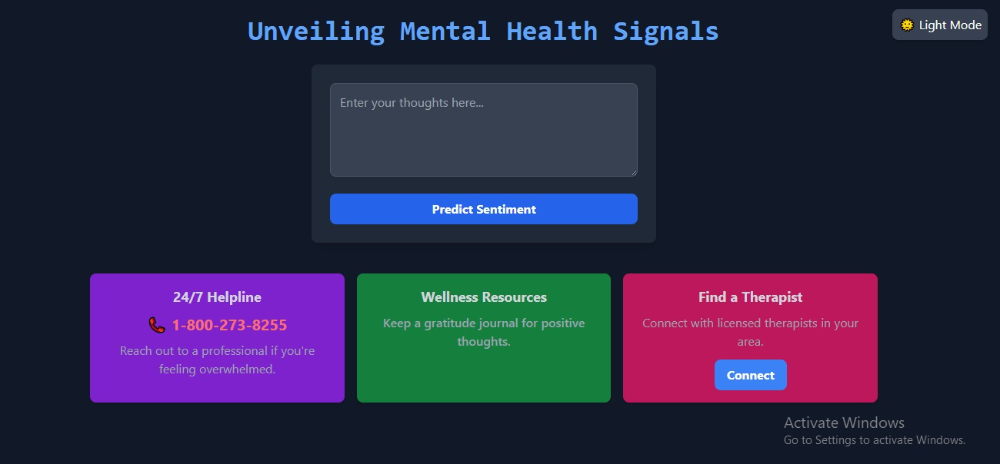 Unveiling Mental Health Signals
🌞 Light Mode
Enter your thoughts here...
Predict Sentiment
24/7 Helpline
📞 1-800-273-8255
Reach out to a professional if you're
feeling overwhelmed.
Wellness Resources
Keep a gratitude journal for positive
thoughts.
Find a Therapist
Connect with licensed therapists in your
area.
Connect
Activate Windows
Go to Settings to activate Windows.